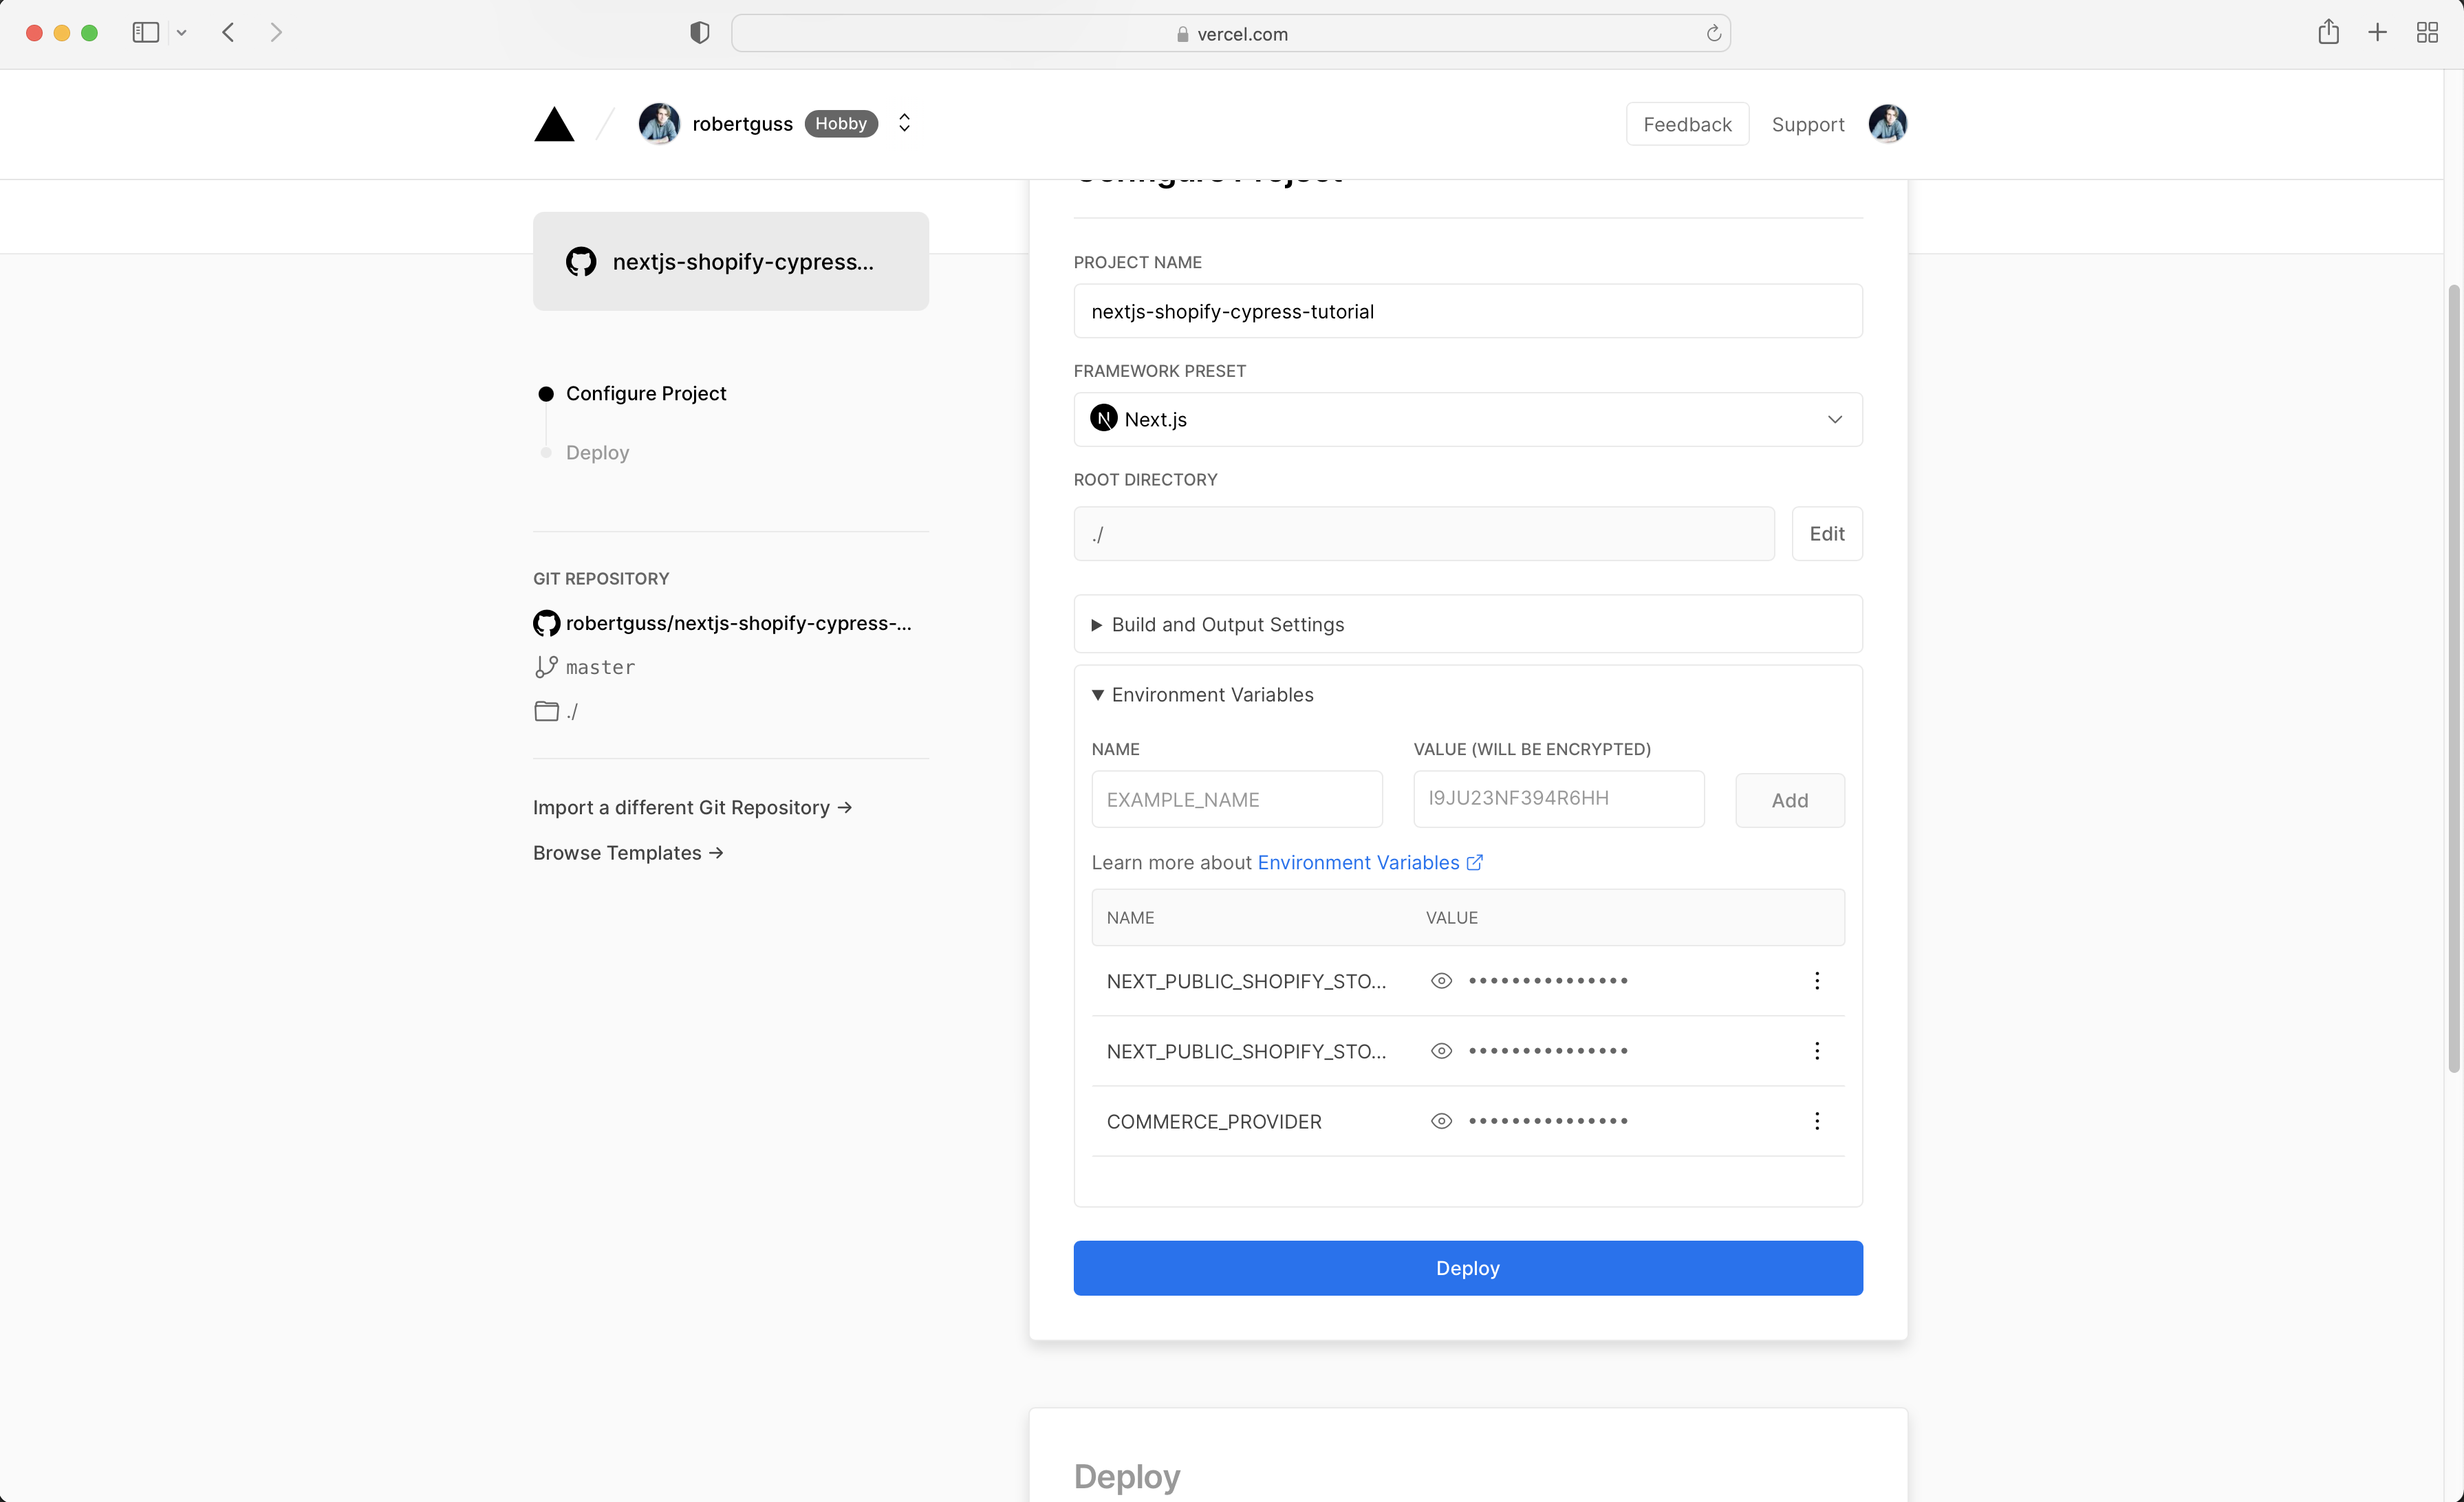 vercel.com
robertguss Hobby
Feedback Support
Configure Project
nextjs-shopify-cypress...
Configure Project
Deploy
GIT REPOSITORY
robertguss/nextjs-shopify-cypress-...
master
./
Import a different Git Repository →
Browse Templates →
PROJECT NAME
nextjs-shopify-cypress-tutorial
FRAMEWORK PRESET
N Next.js
ROOT DIRECTORY
./ Edit
Build and Output Settings
Environment Variables
NAME VALUE (WILL BE ENCRYPTED)
EXAMPLE_NAME I9JU23NF394R6HH Add
Learn more about Environment Variables
NAME VALUE
NEXT_PUBLIC_SHOPIFY_STO... •••••••••••••••
NEXT_PUBLIC_SHOPIFY_STO... •••••••••••••••
COMMERCE_PROVIDER •••••••••••••••
Deploy
Deploy